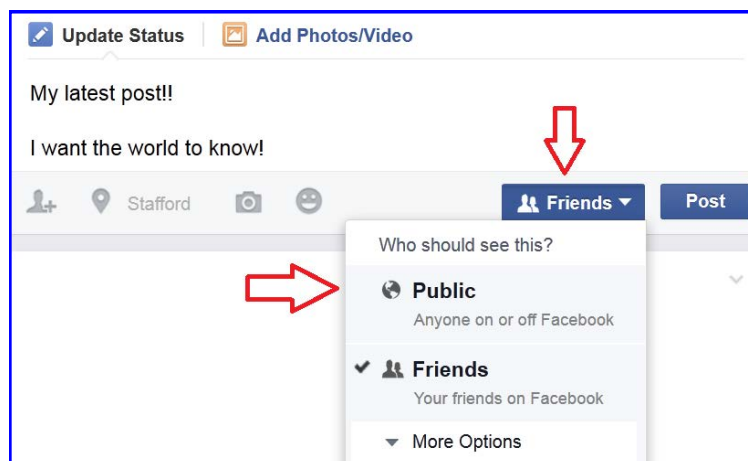 Update Status Add Photos/Video
My latest post!!
I want the world to know!
Stafford Friends Post
Who should see this?
Public
Anyone on or off Facebook
Friends
Your friends on Facebook
More Options